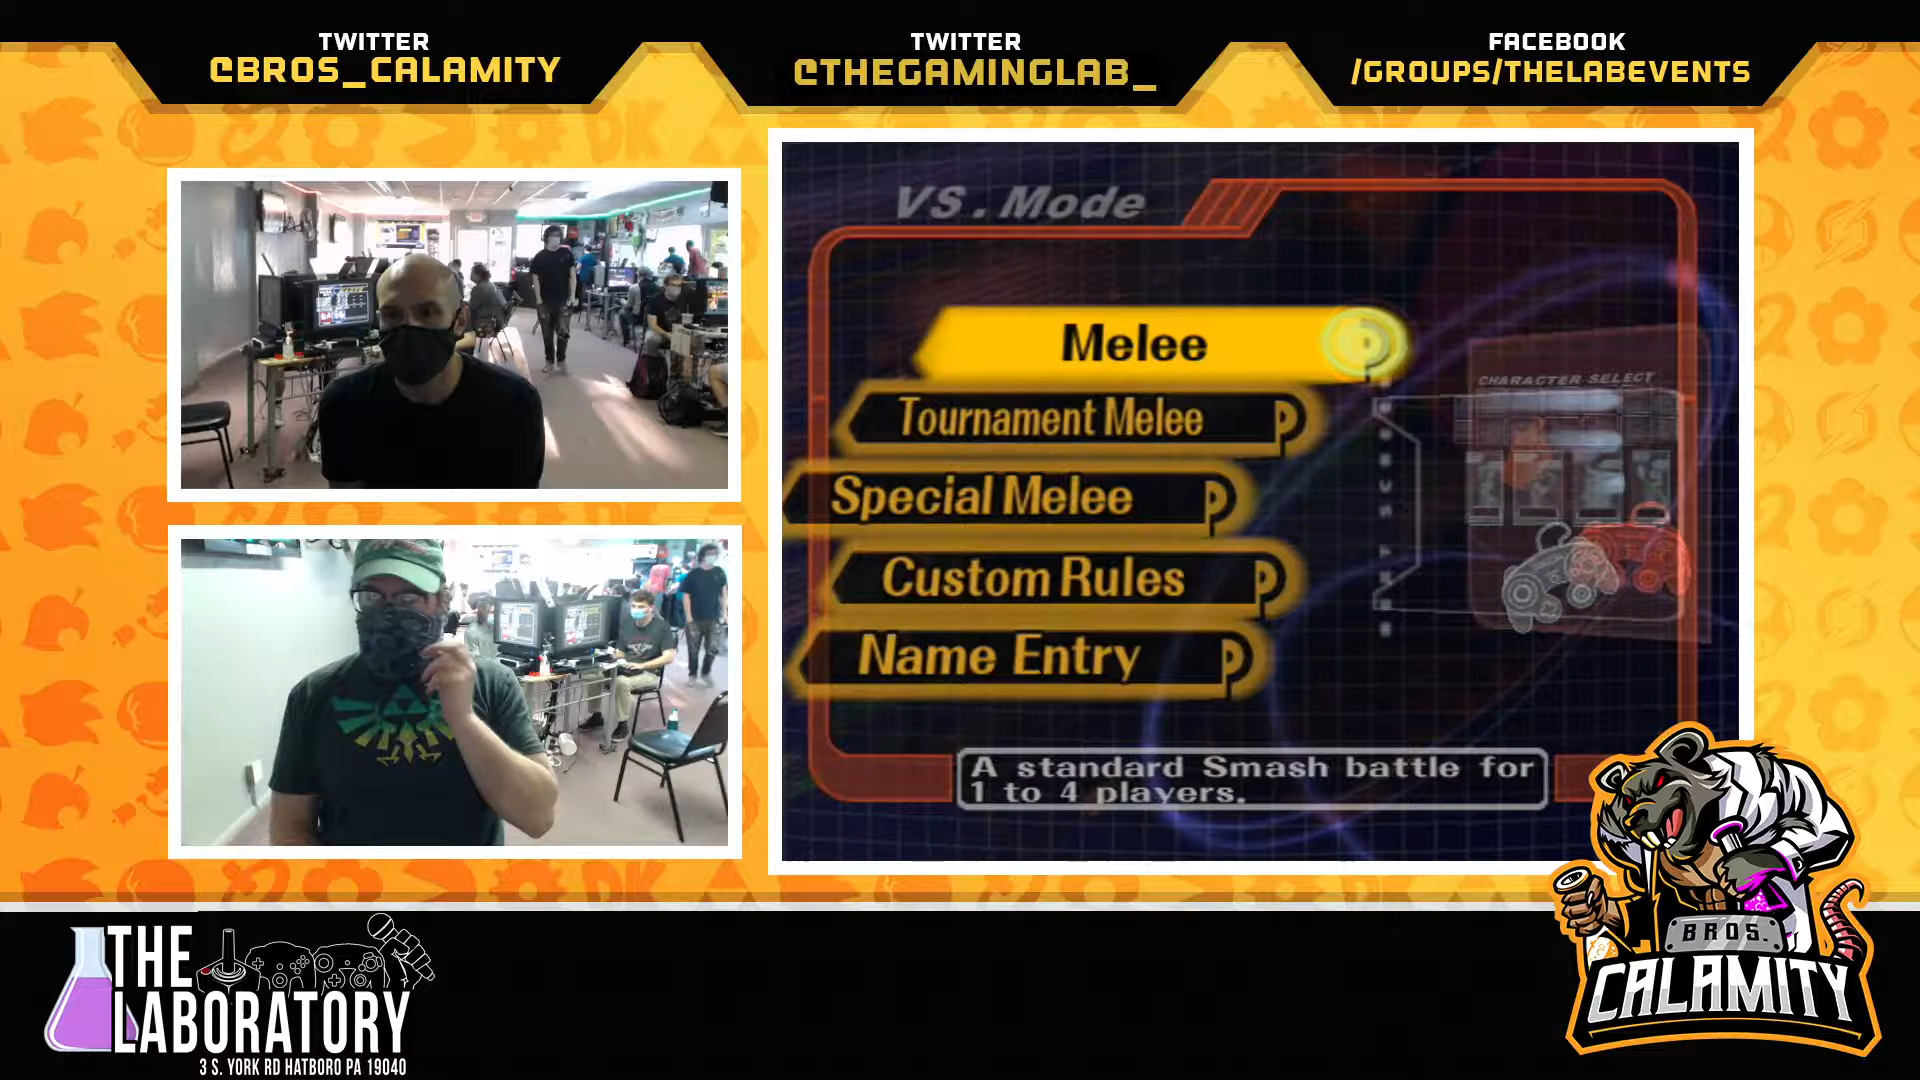 TWITTER
@BROS_CALAMITY
TWITTER
@THEGAMINGLAB_
FACEBOOK
/GROUPS/THELABEVENTS
VS. Mode
Melee
Tournament Melee
Special Melee
Custom Rules
Name Entry
CHARACTER SELECT
A standard Smash battle for
1 to 4 players.
THE
LABORATORY
3 S. YORK RD HATBORO PA 19040
BROS.
CALAMITY